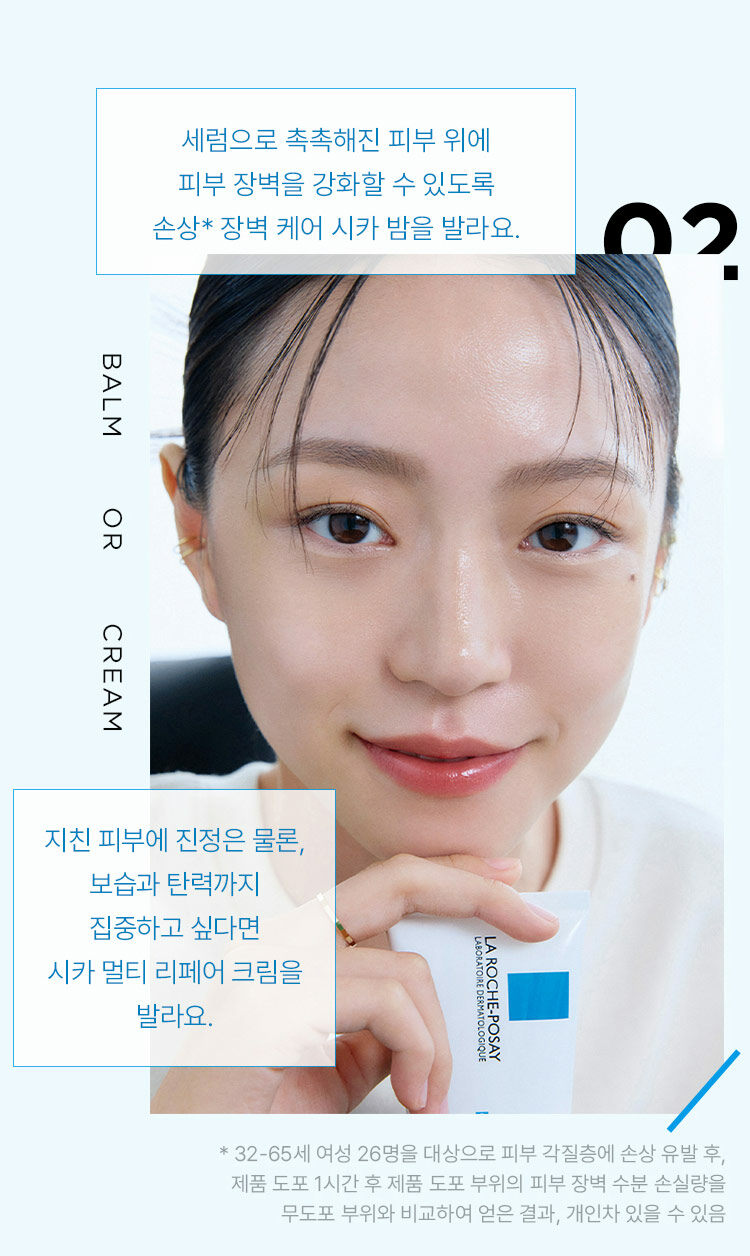 세럼으로 촉촉해진 피부 위에
피부 장벽을 강화할 수 있도록
손상* 장벽 케어 시카 밤을 발라요.
02
BALM OR CREAM
지친 피부에 진정은 물론,
보습과 탄력까지
집중하고 싶다면
시카 멀티 리페어 크림을
발라요.
LA ROCHE-POSAY
LABORATOIRE DERMATOLOGIQUE
* 32-65세 여성 26명을 대상으로 피부 각질층에 손상 유발 후,
제품 도포 1시간 후 제품 도포 부위의 피부 장벽 수분 손실량을
무도포 부위와 비교하여 얻은 결과, 개인차 있을 수 있음